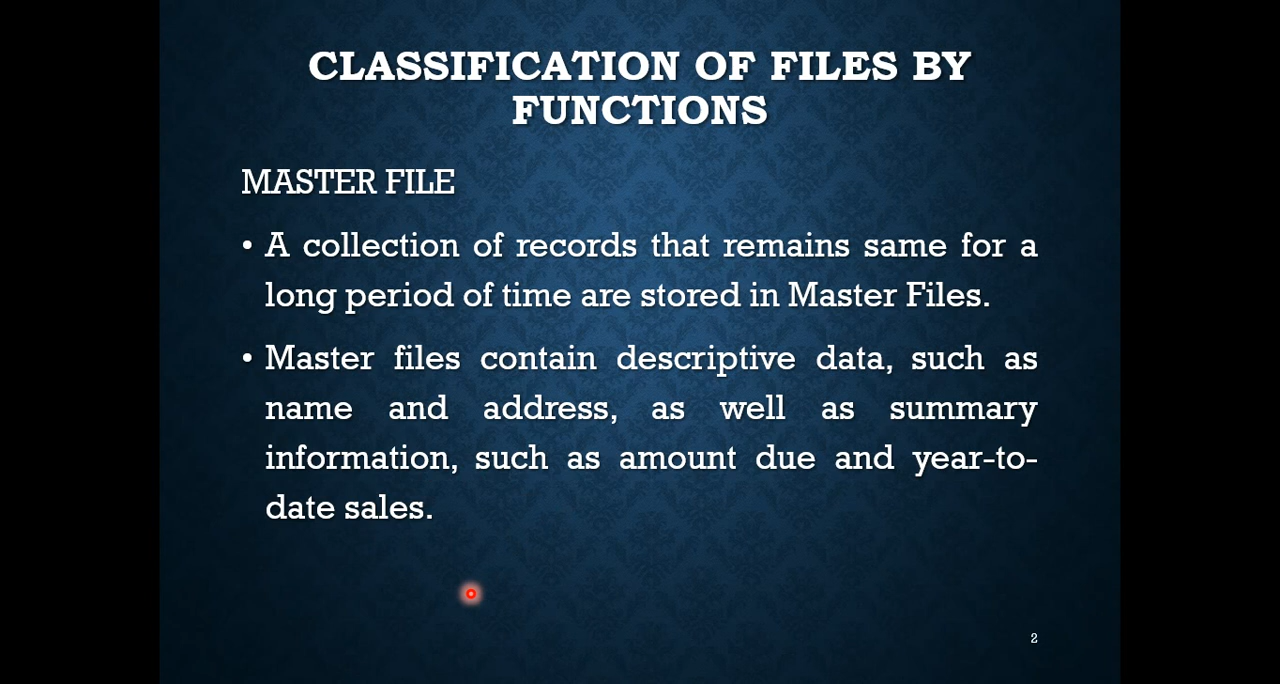 CLASSIFICATION OF FILES BY
FUNCTIONS
MASTER FILE
• A collection of records that remains same for a
long period of time are stored in Master Files.
• Master files contain descriptive data, such as
name and address, as well as summary
information, such as amount due and year-to-
date sales.
2